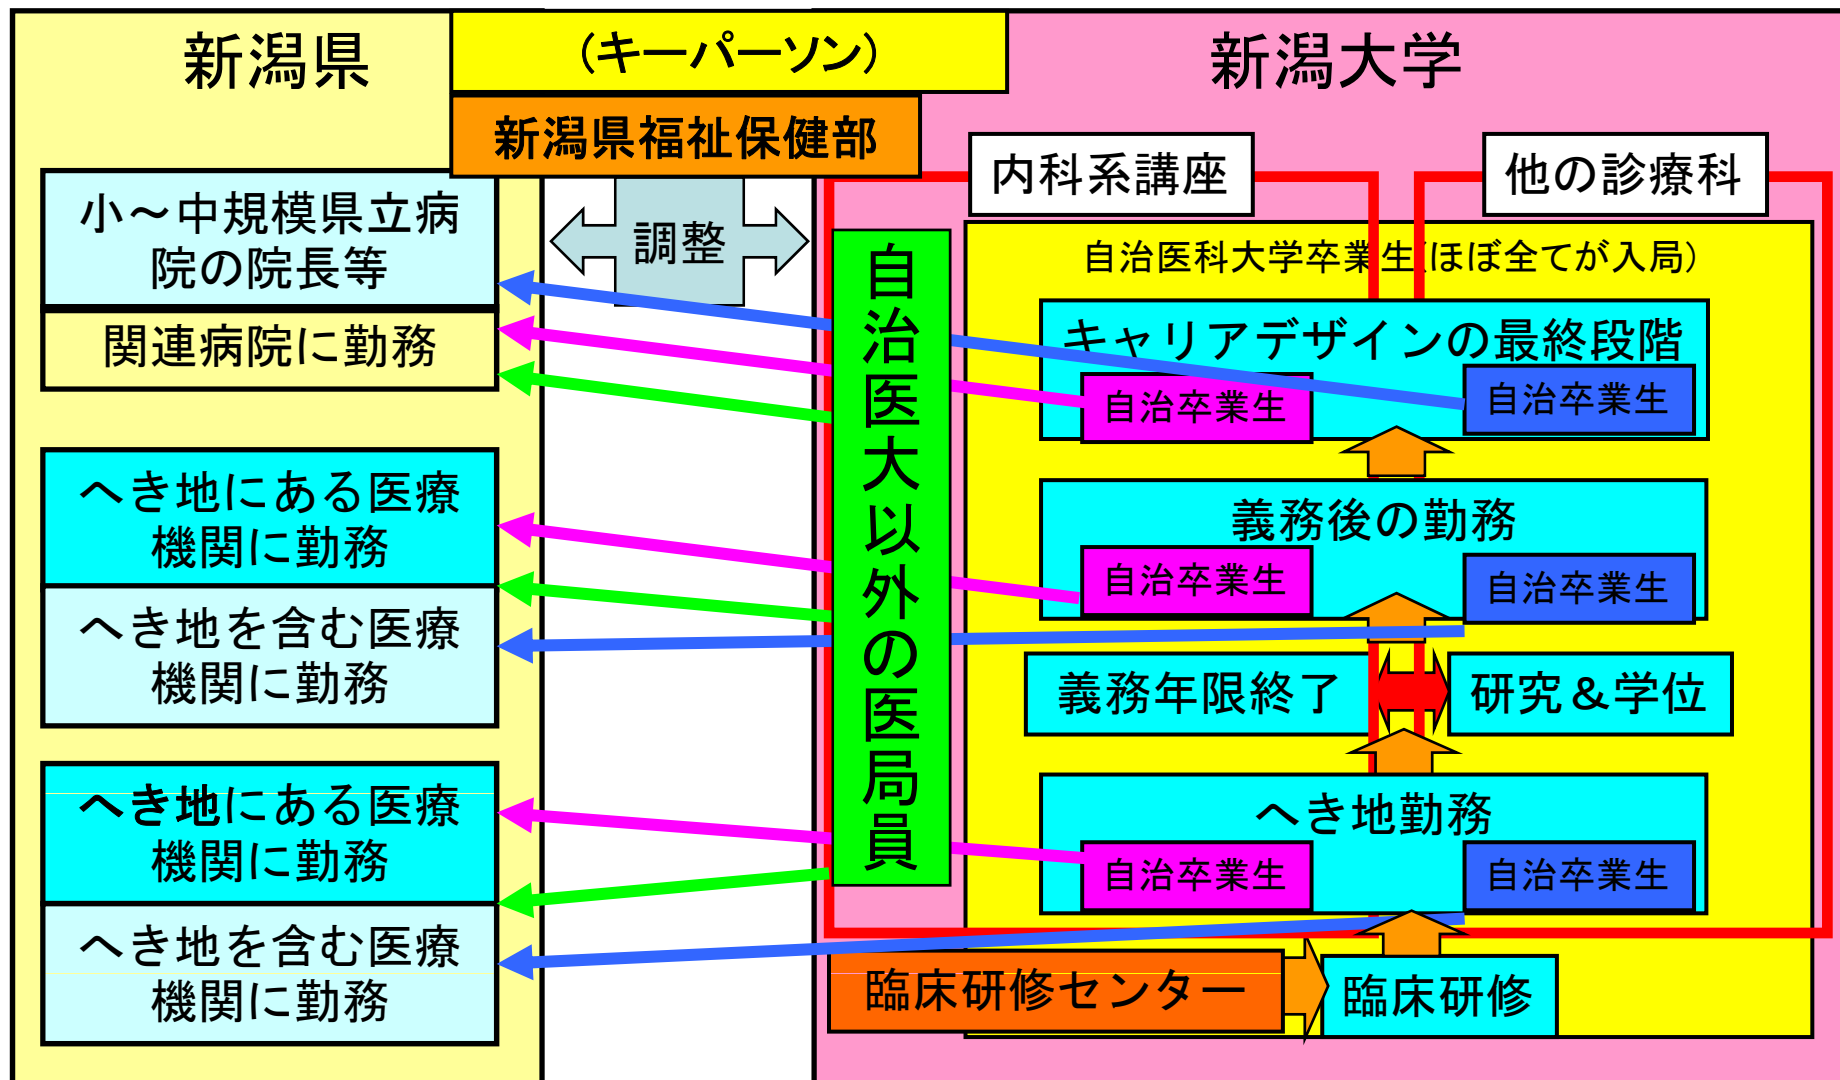 新潟県
(キーパーソン)
新潟県福祉保健部
新潟大学
小～中規模県立病
院の院長等
関連病院に勤務
へき地にある医療
機関に勤務
へき地を含む医療
機関に勤務
へき地にある医療
機関に勤務
へき地を含む医療
機関に勤務
調整
自治医大以外の医局員
内科系講座
他の診療科
自治医科大学卒業生(ほぼ全てが入局)
キャリアデザインの最終段階
自治卒業生
自治卒業生
義務後の勤務
自治卒業生
自治卒業生
義務年限終了
研究＆学位
へき地勤務
自治卒業生
自治卒業生
臨床研修センター
臨床研修